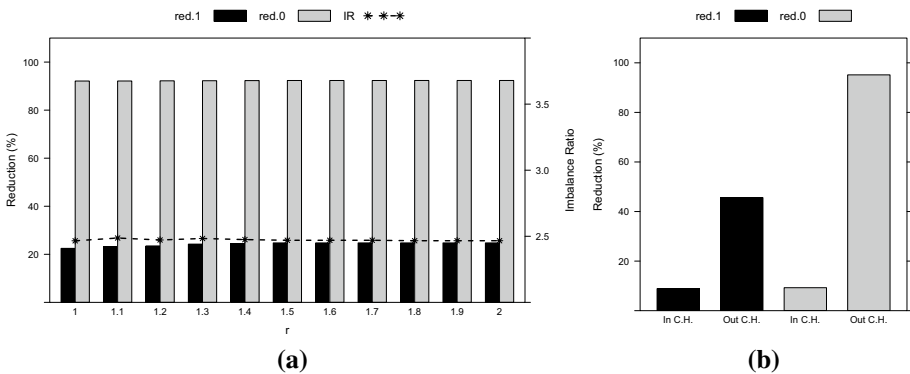 red.1 red.0 IR
Reduction (%)
100
80
60
40
20
1 1.1 1.2 1.3 1.4 1.5 1.6 1.7 1.8 1.9 2
r
3.5
3.0
2.5
Imbalance Ratio
(a)
red.1 red.0
Reduction (%)
100
80
60
40
20
In C.H. Out C.H. In C.H. Out C.H.
(b)